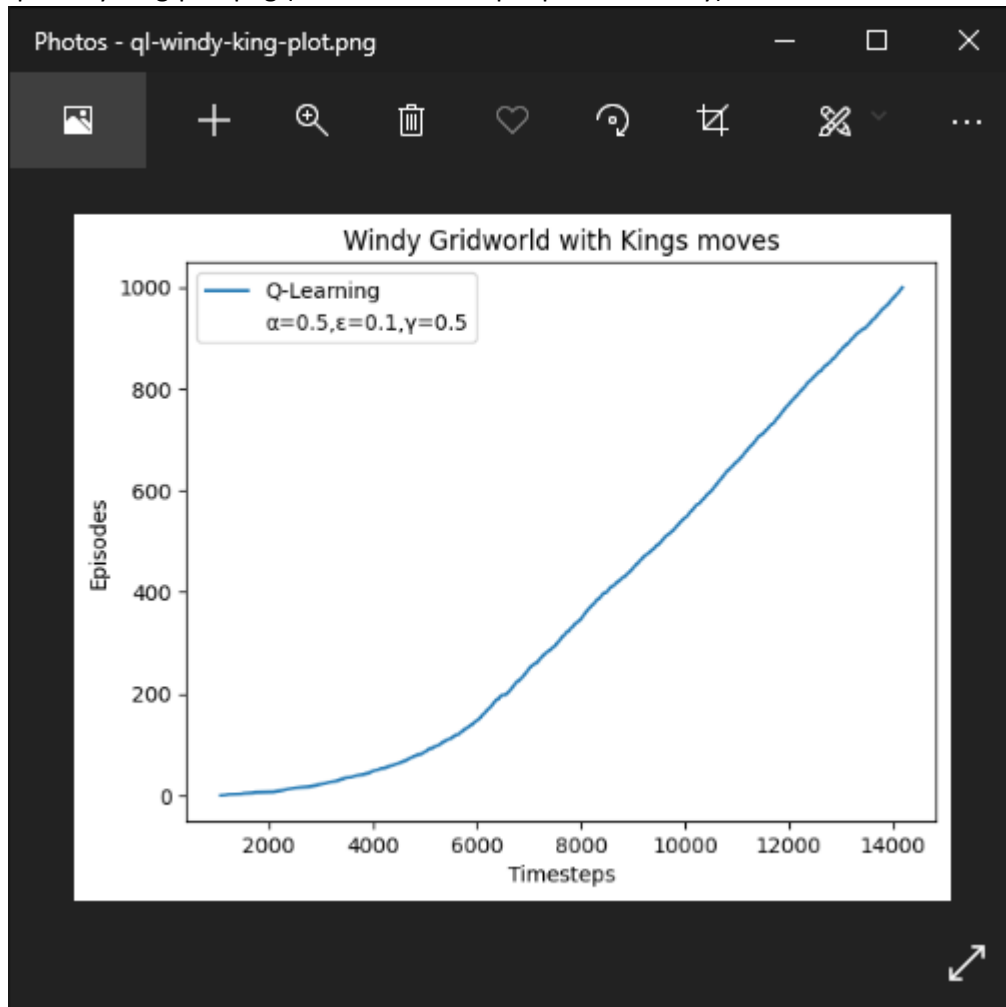 Photos - ql-windy-king-plot.png
Windy Gridworld with Kings moves
Q-Learning
α=0.5,ε=0.1,γ=0.5
1000
800
600
400
200
0
Episodes
2000 4000 6000 8000 10000 12000 14000
Timesteps